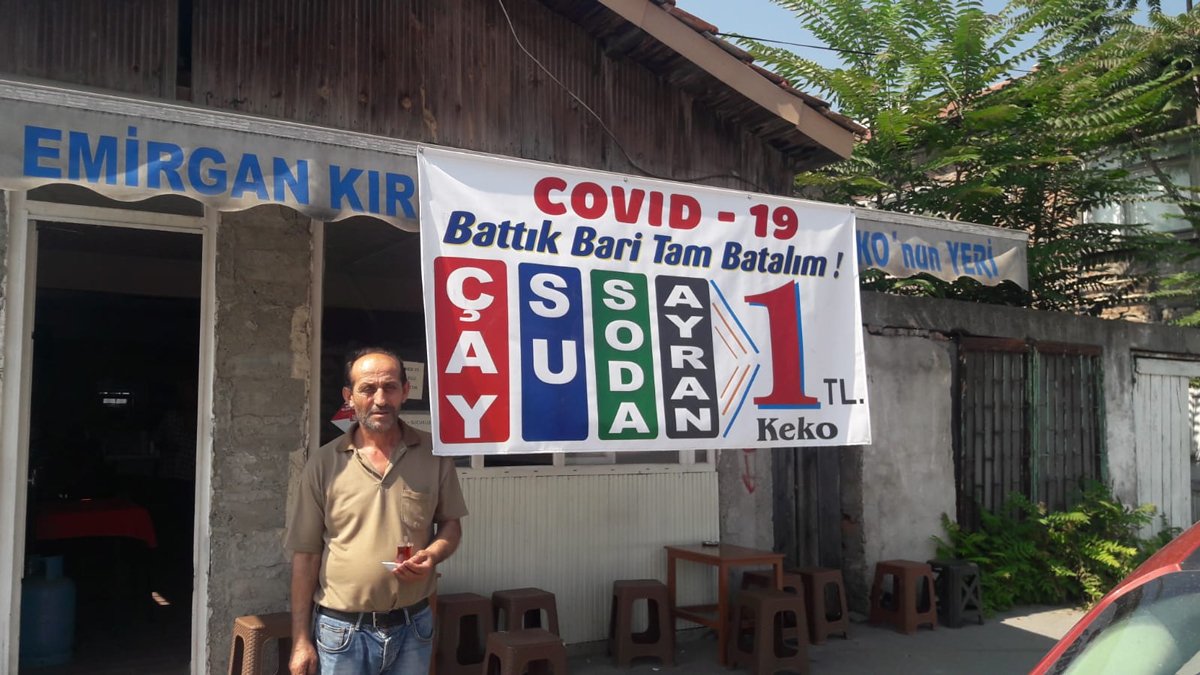 EMİRGAN KIR
COVID - 19
Battık Bari Tam Batalım !
ÇAY
SU
SODA
AYRAN
1
TL.
Keko
KO'nun YERİ